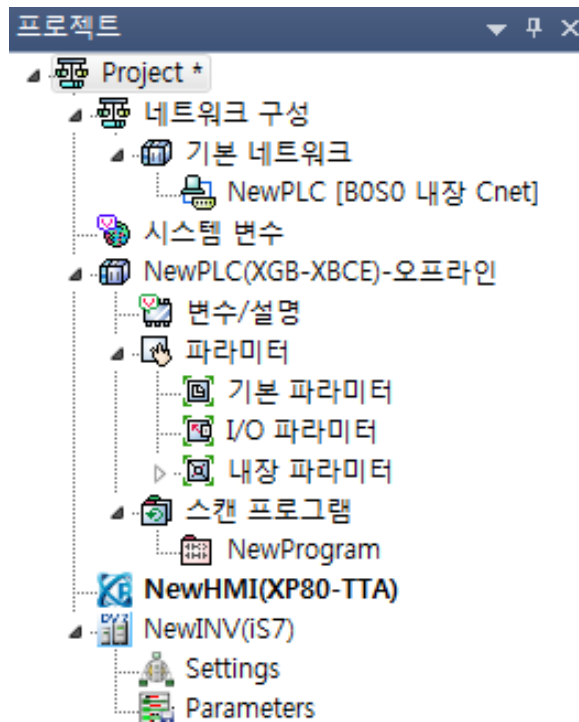 프로젝트
Project *
네트워크 구성
기본 네트워크
NewPLC [B0S0 내장 Cnet]
시스템 변수
NewPLC(XGB-XBCE)-오프라인
변수/설명
파라미터
기본 파라미터
I/O 파라미터
내장 파라미터
스캔 프로그램
NewProgram
NewHMI(XP80-TTA)
NewINV(iS7)
Settings
Parameters